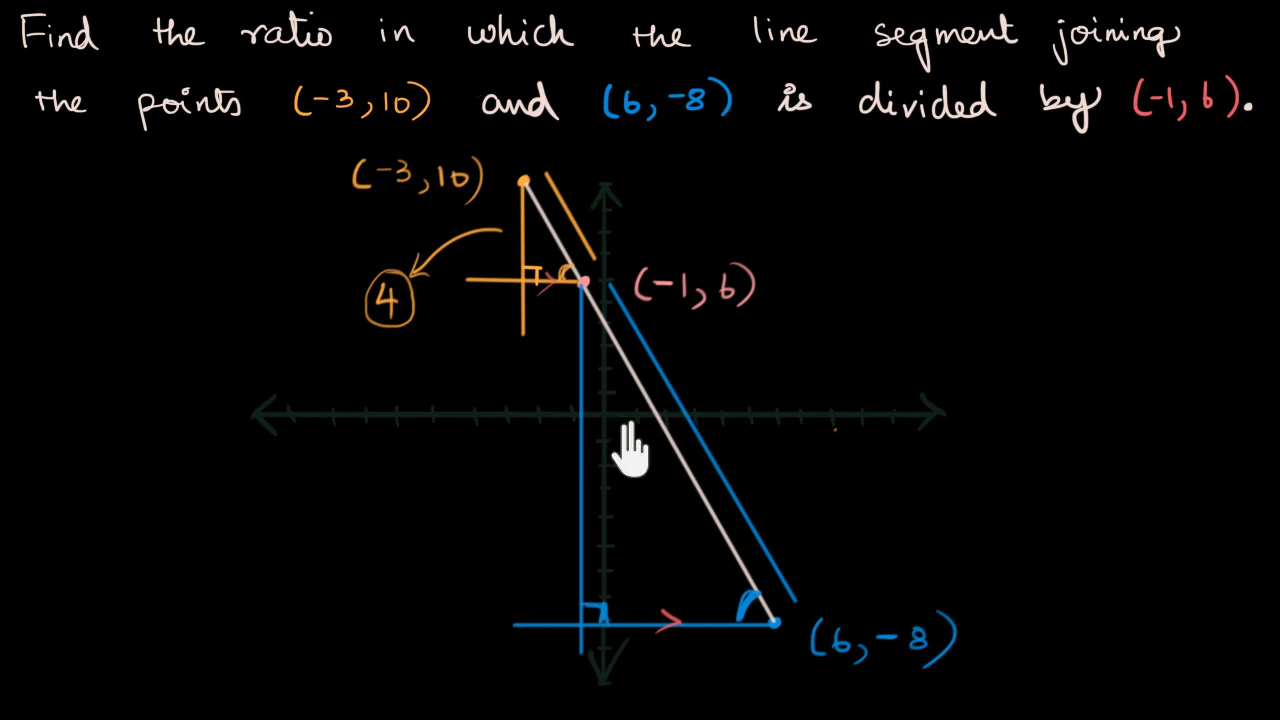 Find the ratio in which the line segment joining
the points (-3, 10) and (6, -8) is divided by (-1, 6).
(-3, 10)
4
(-1, 6)
(6, -8)